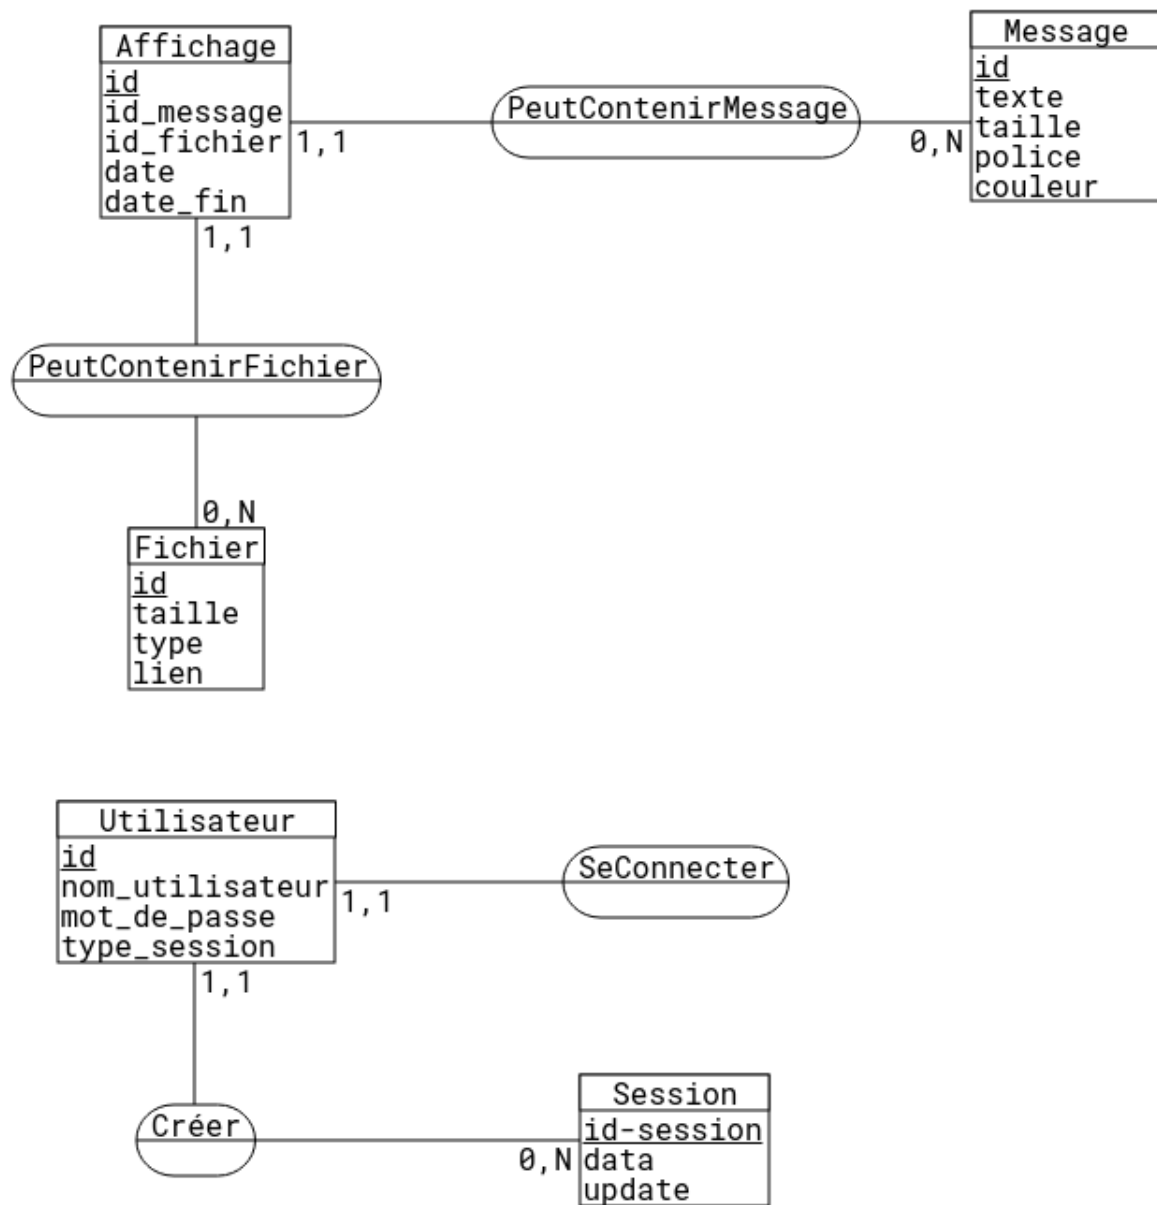 Affichage
id
id_message
id_fichier
date
date_fin
1,1
PeutContenirMessage
0,N
Message
id
texte
taille
police
couleur
1,1
PeutContenirFichier
0,N
Fichier
id
taille
type
lien
Utilisateur
id
nom_utilisateur
mot_de_passe
type_session
1,1
SeConnecter
1,1
Créer
0,N
Session
id-session
data
update